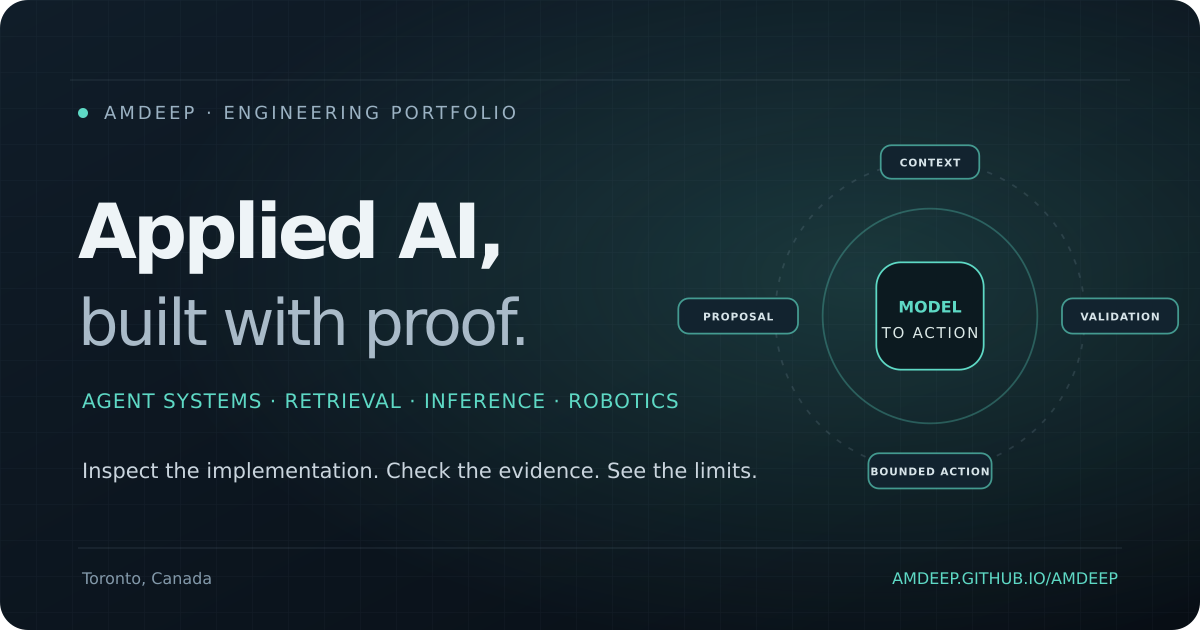 AMDEEP · ENGINEERING PORTFOLIO
Applied AI,
built with proof.
AGENT SYSTEMS · RETRIEVAL · INFERENCE · ROBOTICS
Inspect the implementation. Check the evidence. See the limits.
CONTEXT
PROPOSAL
MODEL
TO ACTION
VALIDATION
BOUNDED ACTION
Toronto, Canada
AMDEEP.GITHUB.IO/AMDEEP